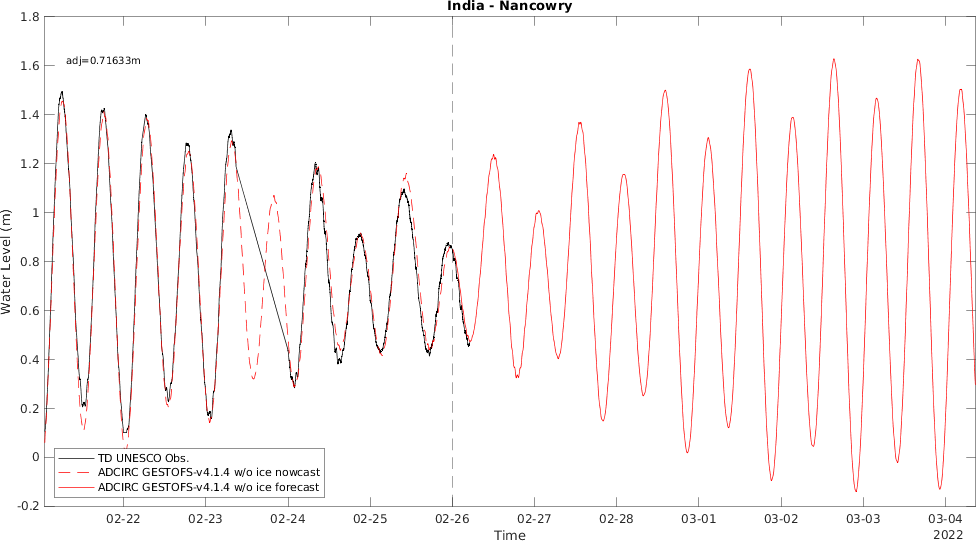 India - Nancowry
adj=0.71633m
1.8
1.6
1.4
1.2
1
0.8
0.6
0.4
0.2
0
-0.2
Water Level (m)
TD UNESCO Obs.
ADCIRC GESTOFS-v4.1.4 w/o ice nowcast
ADCIRC GESTOFS-v4.1.4 w/o ice forecast
02-22 02-23 02-24 02-25 02-26 02-27 02-28 03-01 03-02 03-03 03-04
Time
2022